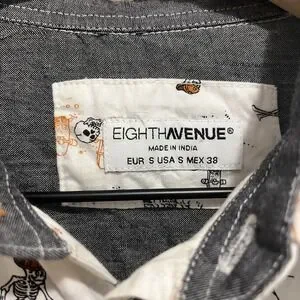 EIGHTHAVENUE®
MADE IN INDIA
EUR S USA S MEX 38